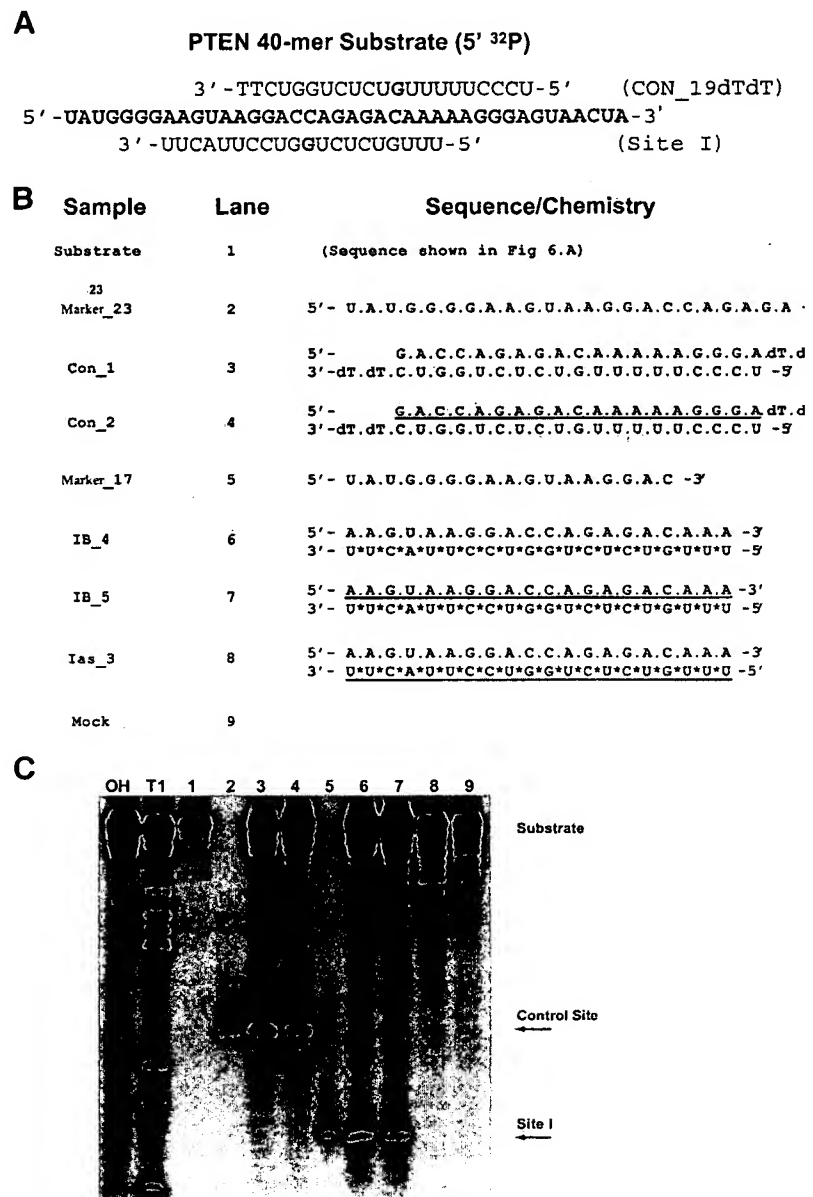 A
PTEN 40-mer Substrate (5' 32P)
3'-TTCUGGUCUCUGUUUUUCCCU-5' (CON_19dTdT)
5'-UAUGGGGAAGUAAGGACCAGAGACAAAAAGGGAGUAACUA-3'
3'-UUCAUUCCUGGUCUCUGUUU-5' (Site I)
B Sample Lane Sequence/Chemistry
Substrate 1 (Sequence shown in Fig 6.A)
23
Marker_23 2 5'- U.A.U.G.G.G.G.A.A.G.U.A.A.G.G.A.C.C.A.G.A.G.A
5'- G.A.C.C.A.G.A.G.A.C.A.A.A.A.A.G.G.G.A.dT.d
Con_1 3 3'-dT.dT.C.U.G.G.U.C.U.C.U.G.U.U.U.U.U.C.C.C.U -5'
5'- G.A.C.C.A.G.A.G.A.C.A.A.A.A.A.G.G.G.A.dT.d
Con_2 4 3'-dT.dT.C.U.G.G.U.C.U.C.U.G.U.U.U.U.U.C.C.C.U -5'
Marker_17 5 5'- U.A.U.G.G.G.G.A.A.G.U.A.A.G.G.A.C -3'
5'- A.A.G.U.A.A.G.G.A.C.C.A.G.A.G.A.C.A.A.A -3'
IB_4 6 3'- U*U*C*A*U*U*C*C*U*G*G*U*C*U*C*U*G*U*U*U -5'
5'- A.A.G.U.A.A.G.G.A.C.C.A.G.A.G.A.C.A.A.A -3'
IB_5 7 3'- U*U*C*A*U*U*C*C*U*G*G*U*C*U*C*U*G*U*U*U -5'
5'- A.A.G.U.A.A.G.G.A.C.C.A.G.A.G.A.C.A.A.A -3'
Ias_3 8 3'- U*U*C*A*U*U*C*C*U*G*G*U*C*U*C*U*G*U*U*U -5'
Mock 9
C
OH T1 1 2 3 4 5 6 7 8 9
Substrate
Control Site
Site I